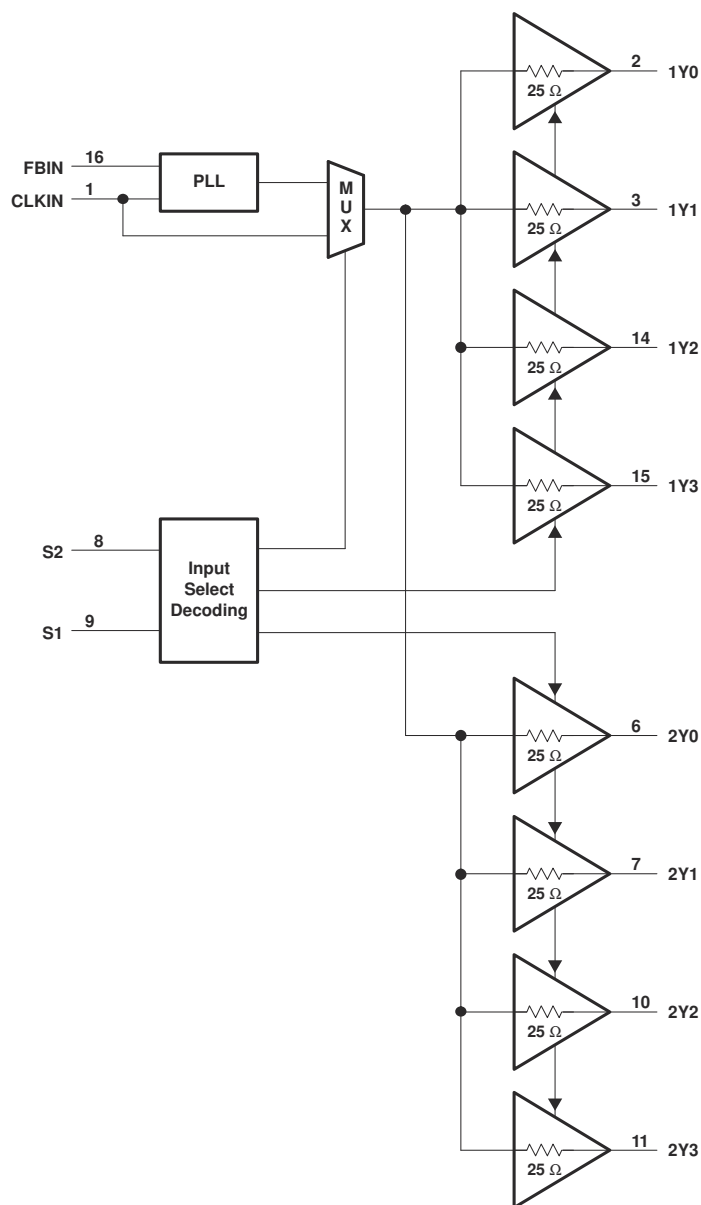 2
1Y0
25 Ω
FBIN
16
PLL
CLKIN
1
MUX
3
1Y1
25 Ω
14
1Y2
25 Ω
15
1Y3
25 Ω
S2
8
Input
Select
Decoding
S1
9
6
2Y0
25 Ω
7
2Y1
25 Ω
10
2Y2
25 Ω
11
2Y3
25 Ω